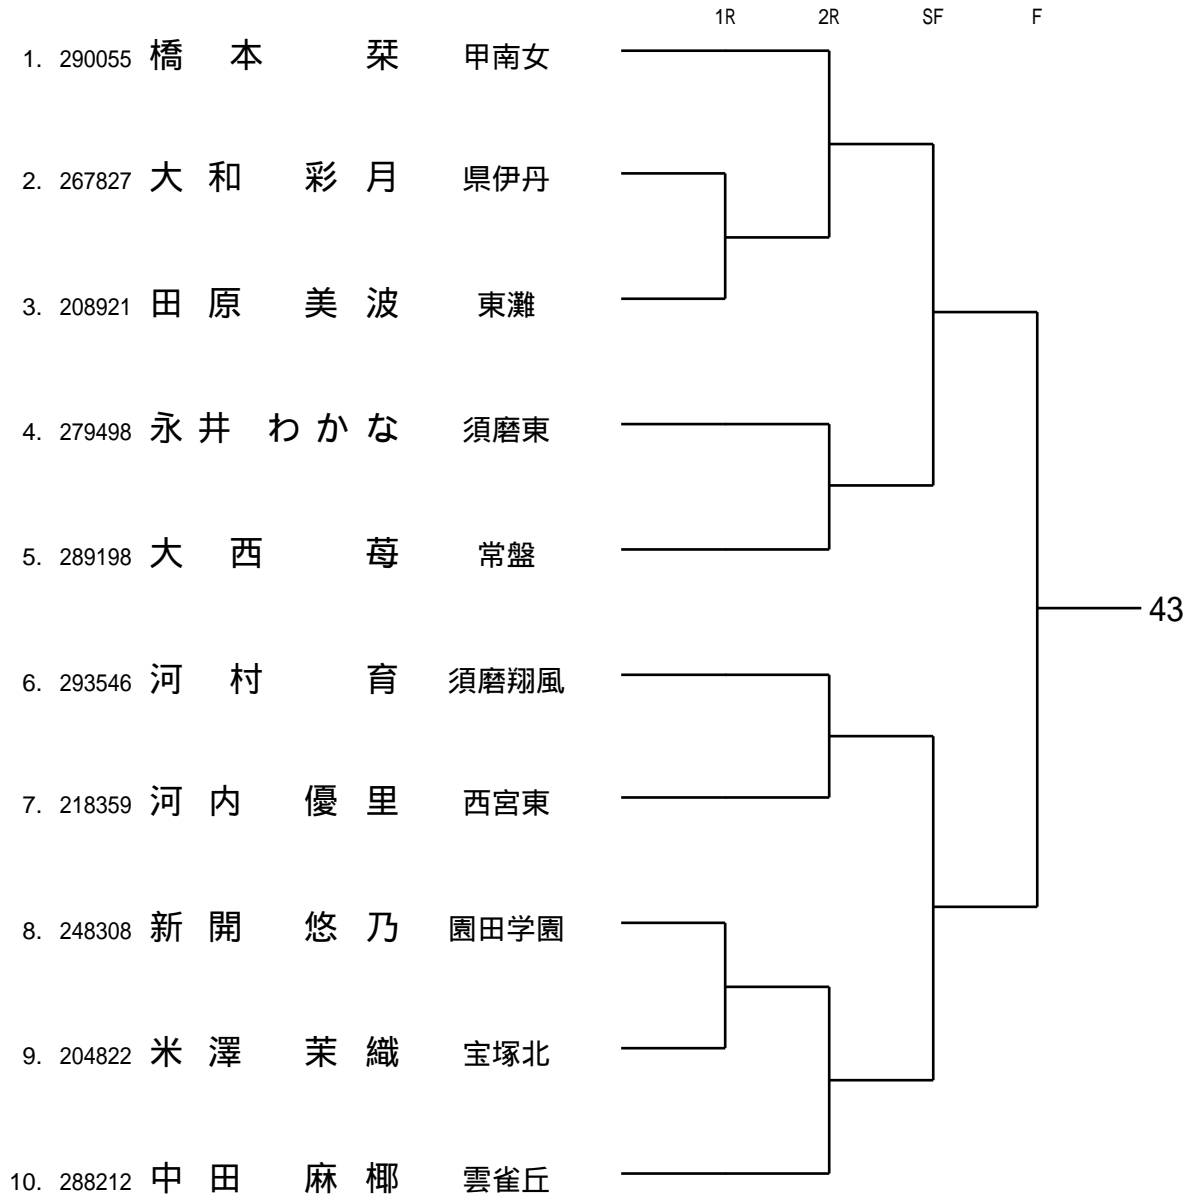 1R 2R SF F
1. 290055 橋 本 栞 甲南女
2. 267827 大 和 彩 月 県伊丹
3. 208921 田 原 美 波 東灘
4. 279498 永 井 わ か な 須磨東
5. 289198 大 西 苺 常盤
43
6. 293546 河 村 育 須磨翔風
7. 218359 河 内 優 里 西宮東
8. 248308 新 開 悠 乃 園田学園
9. 204822 米 澤 茉 織 宝塚北
10. 288212 中 田 麻 椰 雲雀丘